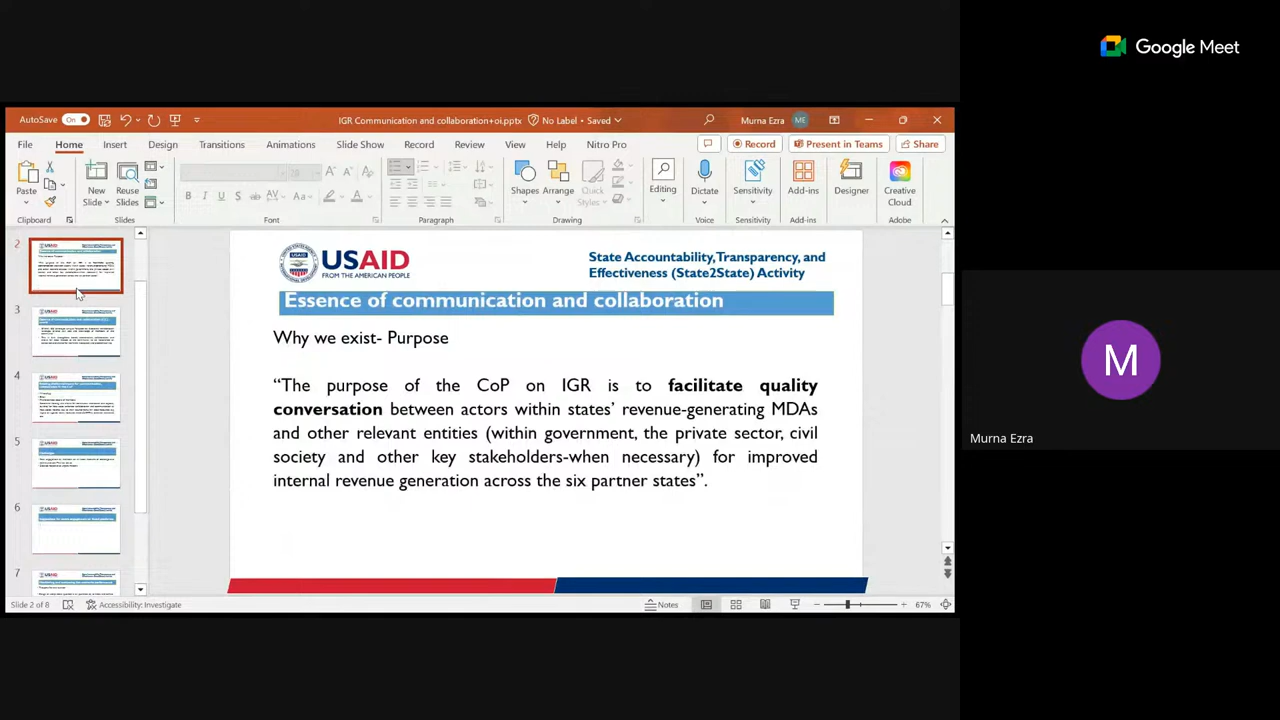 Google Meet
AutoSave On
IGR Communication and collaboration+oi.pptx
No Label • Saved
Murna Ezra ME
File Home Insert Design Transitions Animations Slide Show Record Review View Help Nitro Pro
Record Present in Teams Share
Paste New Slide Reuse Slides Shapes Arrange Quick Styles Editing Dictate Sensitivity Add-ins Designer Creative Cloud
Clipboard Slides Font Paragraph Drawing Voice Sensitivity Add-ins Adobe
2
3
4
5
6
7
USAID
FROM THE AMERICAN PEOPLE
State Accountability, Transparency, and
Effectiveness (State2State) Activity
Essence of communication and collaboration
Why we exist- Purpose
“The purpose of the CoP on IGR is to facilitate quality
conversation between actors within states’ revenue-generating MDAs
and other relevant entities (within government, the private sector, civil
society and other key stakeholders-when necessary) for improved
internal revenue generation across the six partner states”.
M
Murna Ezra
Slide 2 of 8 Accessibility: Investigate Notes 67%